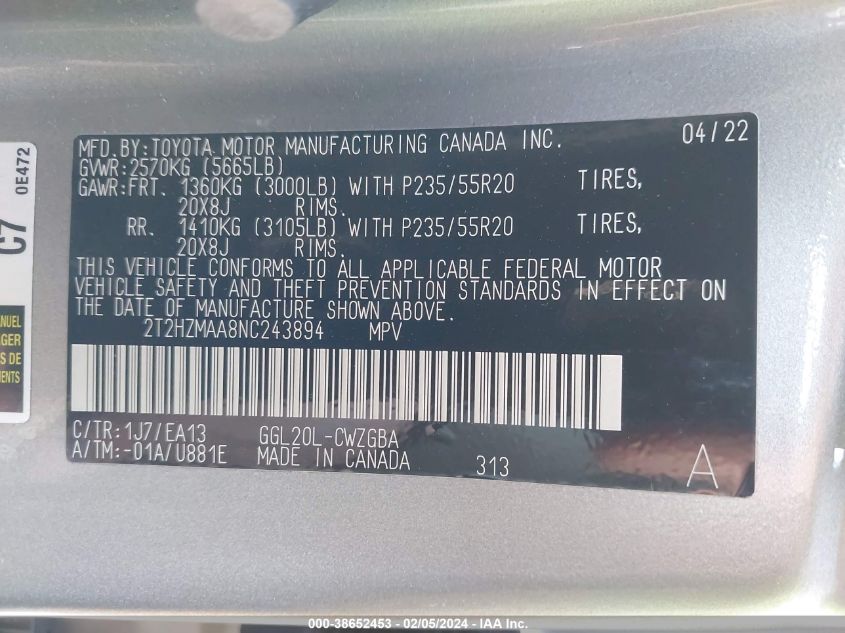 MFD.BY:TOYOTA MOTOR MANUFACTURING CANADA INC. 04/22
GVWR:2570KG (5665LB)
GAWR:FRT. 1360KG (3000LB) WITH P235/55R20 TIRES,
20X8J RIMS.
RR. 1410KG (3105LB) WITH P235/55R20 TIRES,
20X8J RIMS.
THIS VEHICLE CONFORMS TO ALL APPLICABLE FEDERAL MOTOR
VEHICLE SAFETY AND THEFT PREVENTION STANDARDS IN EFFECT ON
THE DATE OF MANUFACTURE SHOWN ABOVE.
2T2HZMAA8NC243894 MPV
C/TR:1J7/EA13 GGL20L-CWZGBA
A/TM:-01A/U881E MADE IN CANADA 313 A
C7
0E472
ANUEL
GER
S DE
MENTS
000-38652453 - 02/05/2024 - IAA Inc.